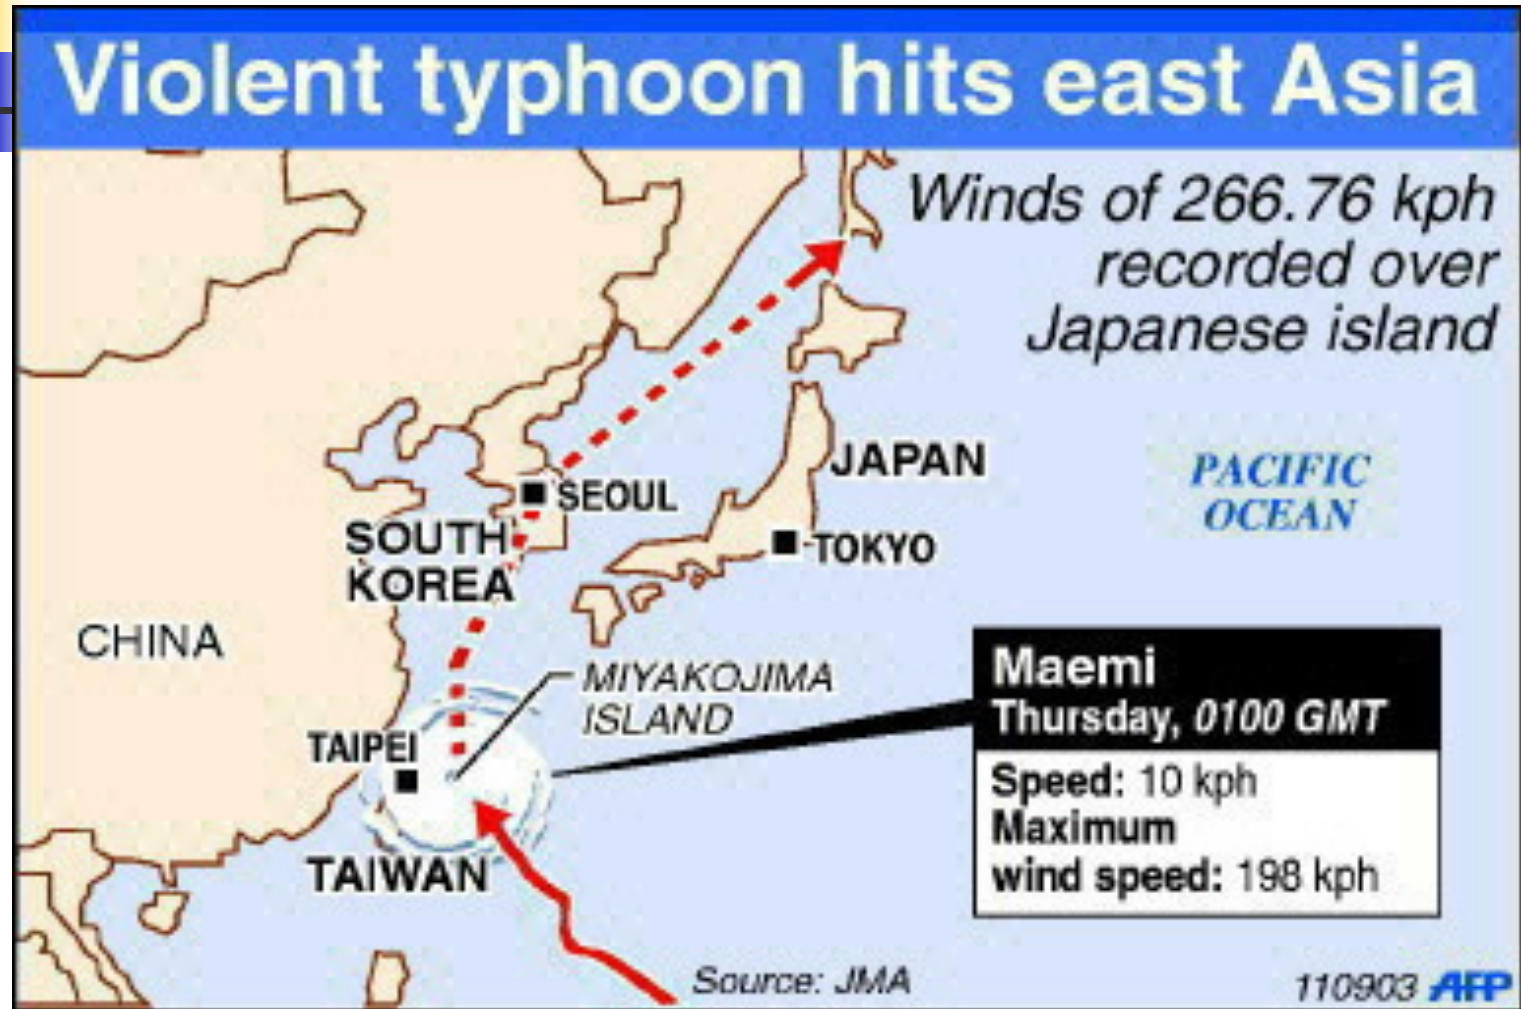 Violent typhoon hits east Asia
Winds of 266.76 kph
recorded over
Japanese island
JAPAN
PACIFIC
OCEAN
SEOUL
SOUTH
KOREA
TOKYO
CHINA
MIYAKOJIMA
ISLAND
Maemi
Thursday, 0100 GMT
Speed: 10 kph
Maximum
wind speed: 198 kph
TAIPEI
TAIWAN
Source: JMA
110903 AFP